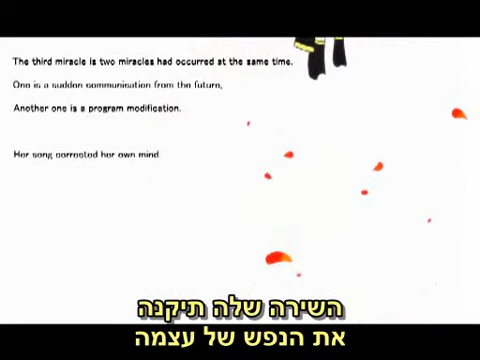 The third miracle is two miracles had occurred at the same time.
One is a sudden communication from the future,
Another one is a program modification.
Her song corrected her own mind.
השירה שלה תיקנה
את הנפש של עצמה